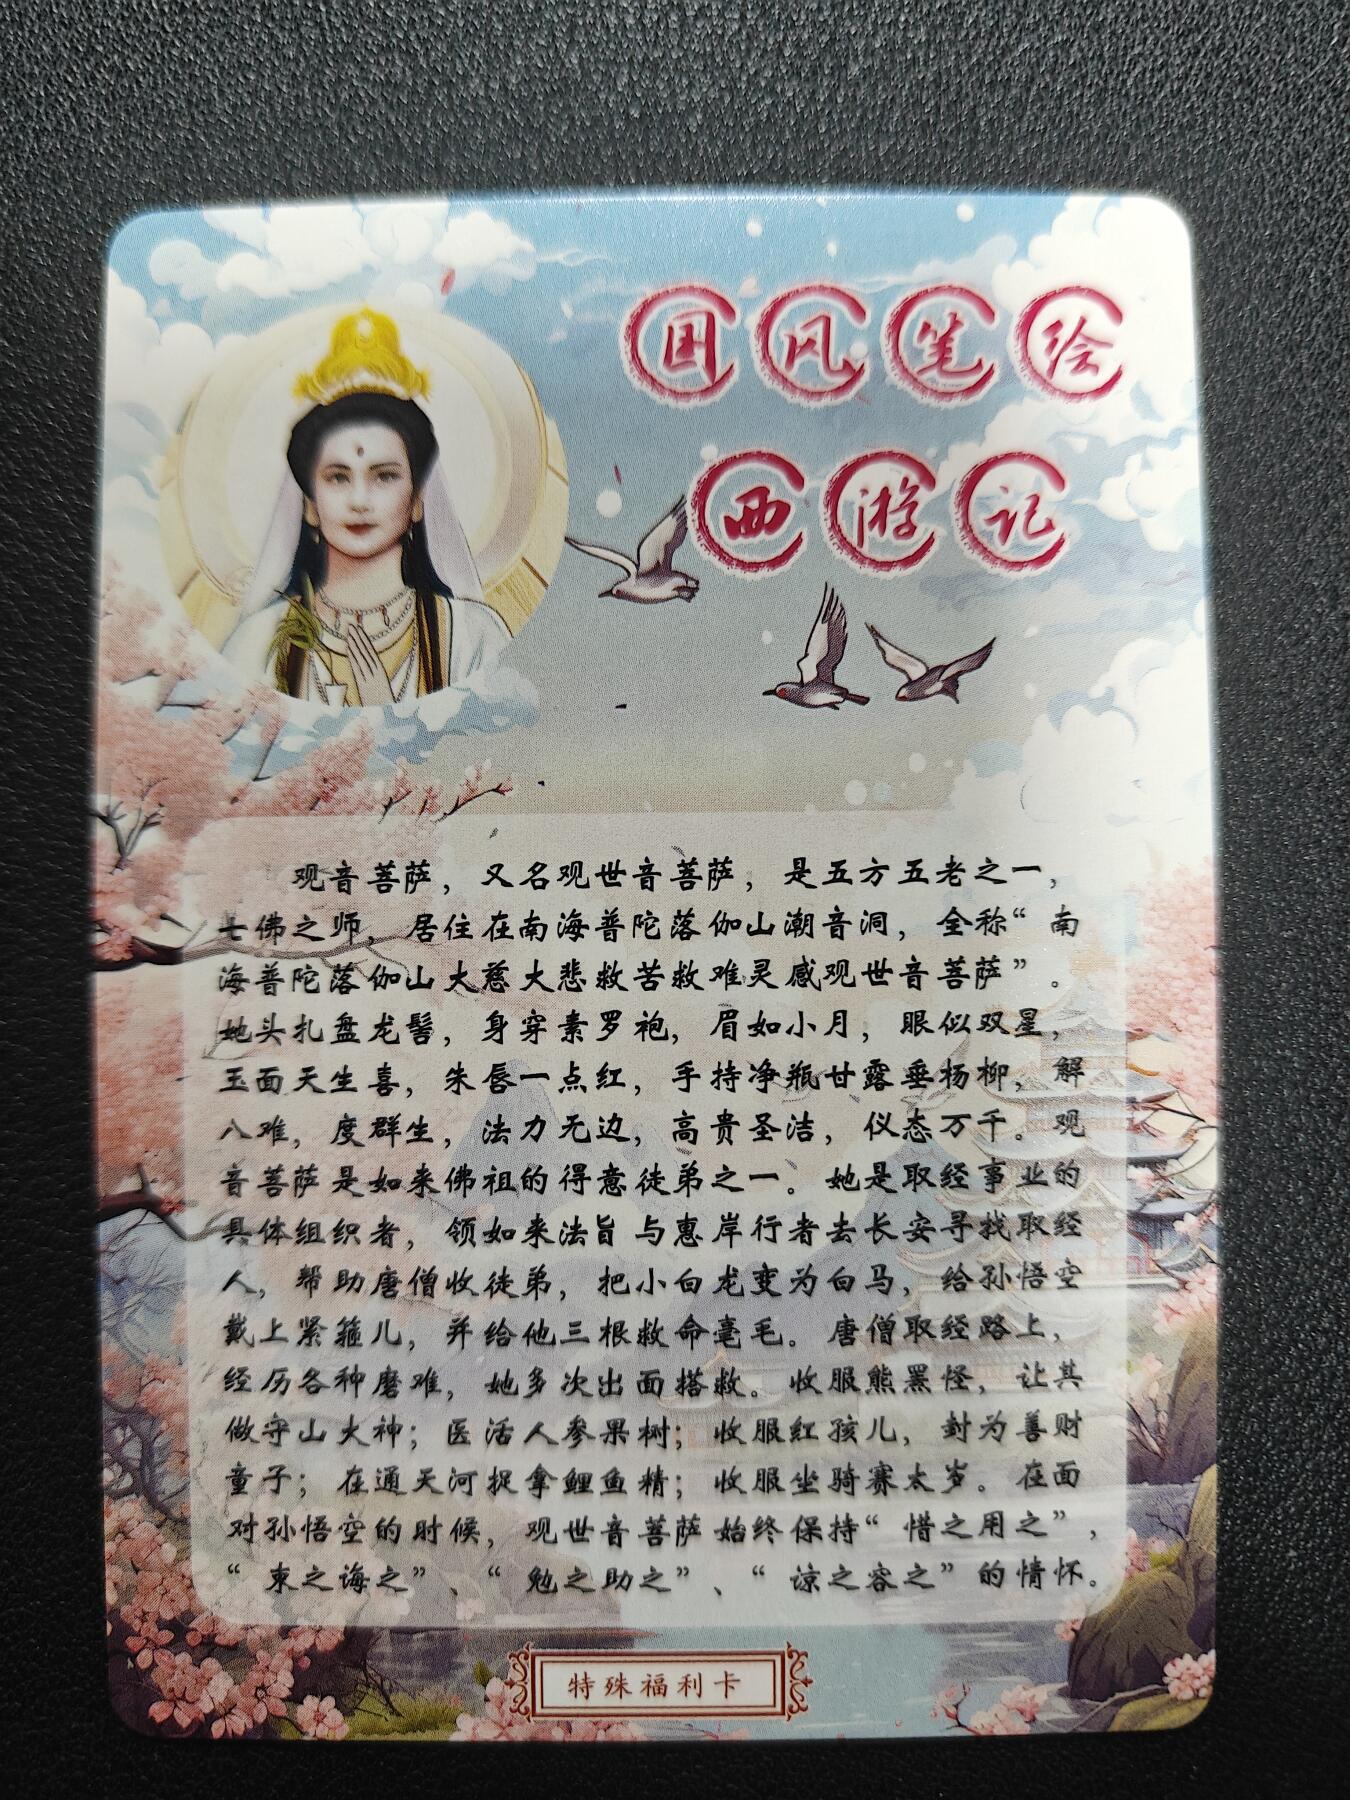 国风笔绘
西游记
观音菩萨，又名观世音菩萨，是五方五老之一，
七佛之师，居住在南海普陀落伽山潮音洞，全称“南
海普陀落伽山大慈大悲救苦救难灵感观世音菩萨”。
她头扎盘龙髻，身穿素罗袍，眉如小月，眼似双星，
玉面天生喜，朱唇一点红，手持净瓶甘露垂杨柳，解
八难，度群生，法力无边，高贵圣洁，仪态万千。观
音菩萨是如来佛祖的得意徒弟之一。她是取经事业的
具体组织者，领如来法旨与惠岸行者去长安寻找取经
人，帮助唐僧收徒弟，把小白龙变为白马，给孙悟空
戴上紧箍儿，并给他三根救命毫毛。唐僧取经路上，
经历各种磨难，她多次出面搭救。收服熊罴怪，让其
做守山大神；医活人参果树；收服红孩儿，封为善财
童子；在通天河捉拿鲤鱼精；收服坐骑赛太岁。在面
对孙悟空的时候，观世音菩萨始终保持“惜之用之”，
“束之诲之”、“勉之助之”、“谅之容之”的情怀。
特殊福利卡